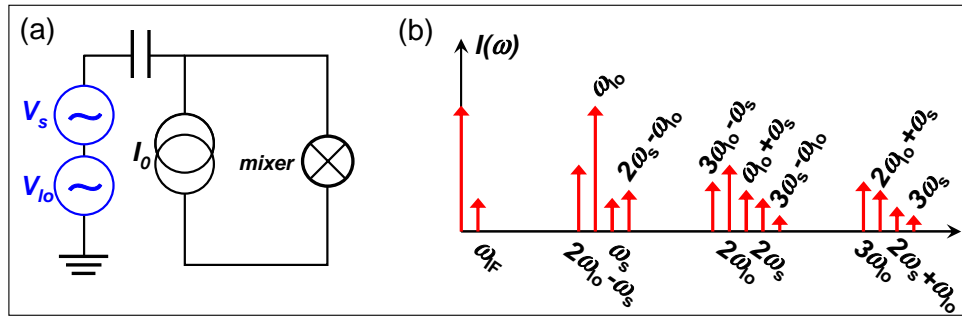 (a)
V_s
V_lo
I_0
mixer
(b)
I(ω)
ω_IF
2ω_lo-ω_s
ω_lo
ω_s
2ω_s-ω_lo
3ω_lo-ω_s
2ω_lo
ω_lo+ω_s
2ω_s
3ω_s-ω_lo
3ω_lo
2ω_lo+ω_s
2ω_s+ω_lo
3ω_s